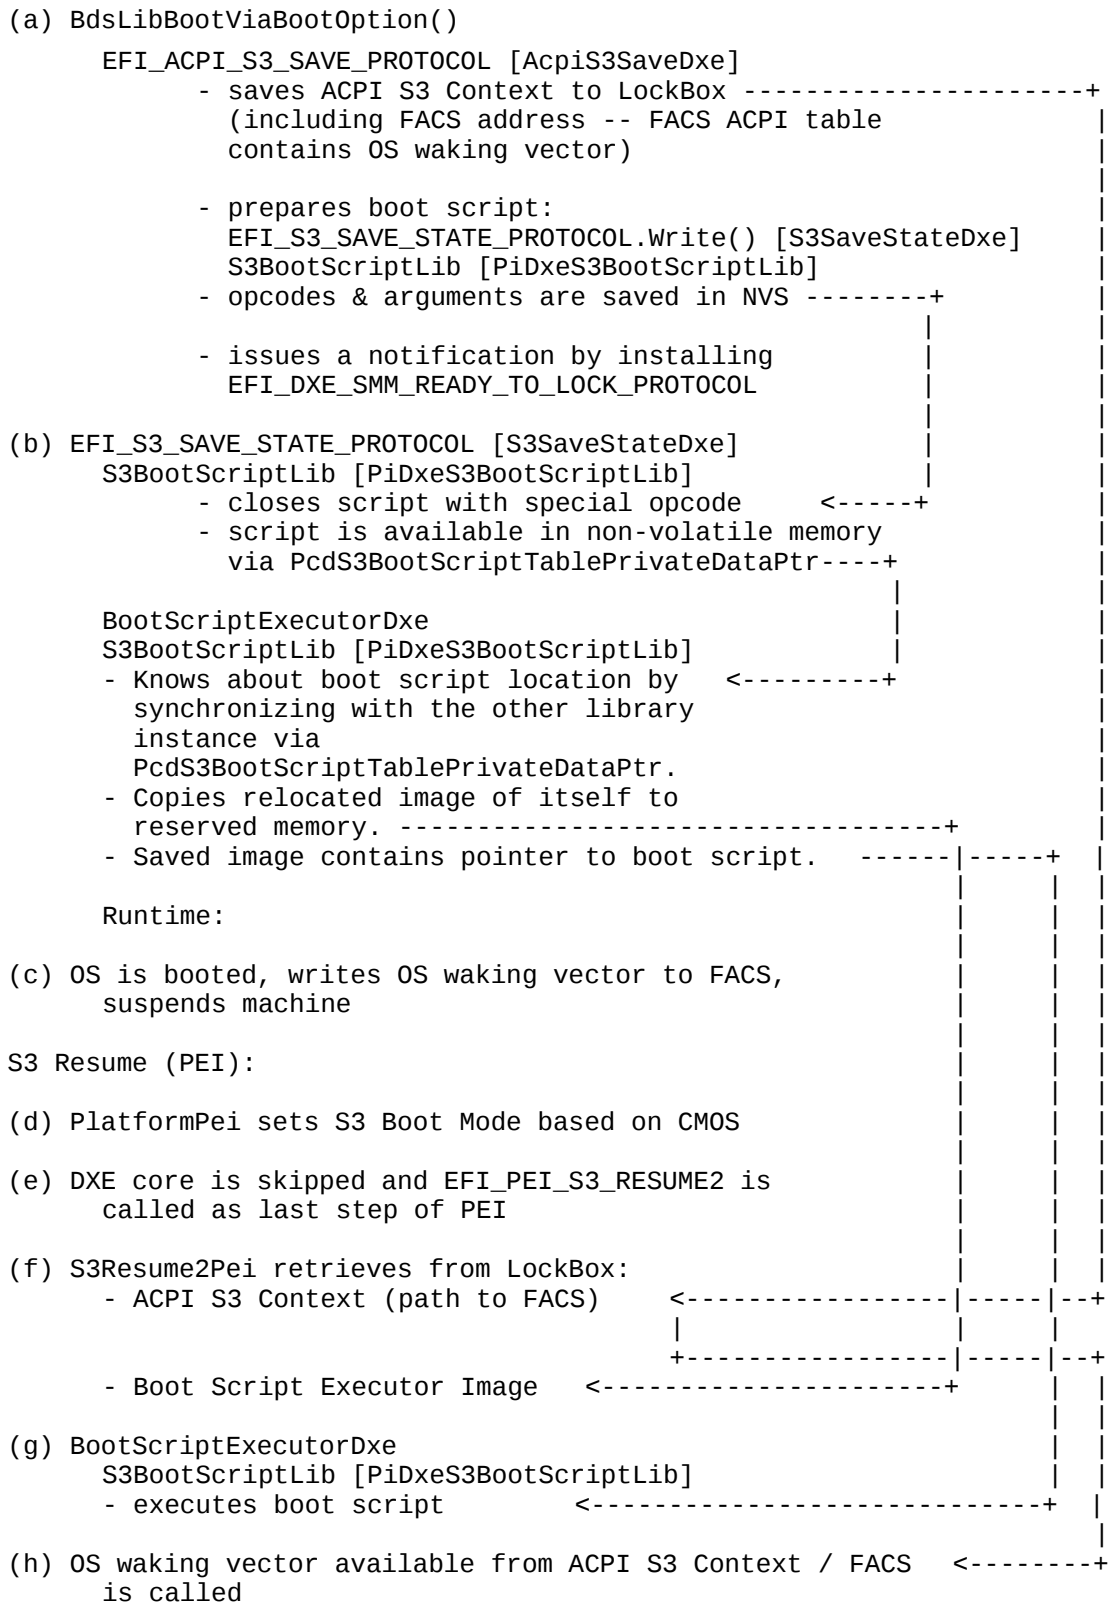 (a) BdsLibBootViaBootOption()
EFI_ACPI_S3_SAVE_PROTOCOL [AcpiS3SaveDxe]
- saves ACPI S3 Context to LockBox ----------------------+
(including FACS address -- FACS ACPI table |
contains OS waking vector) |
|
- prepares boot script: |
EFI_S3_SAVE_STATE_PROTOCOL.Write() [S3SaveStateDxe] |
S3BootScriptLib [PiDxeS3BootScriptLib] |
- opcodes & arguments are saved in NVS --------+ |
| |
- issues a notification by installing | |
EFI_DXE_SMM_READY_TO_LOCK_PROTOCOL | |
| |
(b) EFI_S3_SAVE_STATE_PROTOCOL [S3SaveStateDxe] | |
S3BootScriptLib [PiDxeS3BootScriptLib] | |
- closes script with special opcode <-----+ |
- script is available in non-volatile memory |
via PcdS3BootScriptTablePrivateDataPtr----+ |
| |
BootScriptExecutorDxe | |
S3BootScriptLib [PiDxeS3BootScriptLib] | |
- Knows about boot script location by <---------+ |
synchronizing with the other library |
instance via |
PcdS3BootScriptTablePrivateDataPtr. |
- Copies relocated image of itself to |
reserved memory. -----------------------------------+ |
- Saved image contains pointer to boot script. ------|-----+ |
| | |
Runtime: | | |
| | |
(c) OS is booted, writes OS waking vector to FACS, | | |
suspends machine | | |
| | |
S3 Resume (PEI): | | |
| | |
(d) PlatformPei sets S3 Boot Mode based on CMOS | | |
| | |
(e) DXE core is skipped and EFI_PEI_S3_RESUME2 is | | |
called as last step of PEI | | |
| | |
(f) S3Resume2Pei retrieves from LockBox: | | |
- ACPI S3 Context (path to FACS) <-----------------|-----|--+
| | |
+-----------------|-----|--+
- Boot Script Executor Image <----------------------+ | |
| |
(g) BootScriptExecutorDxe | |
S3BootScriptLib [PiDxeS3BootScriptLib] | |
- executes boot script <-----------------------------+ |
|
(h) OS waking vector available from ACPI S3 Context / FACS <--------+
is called